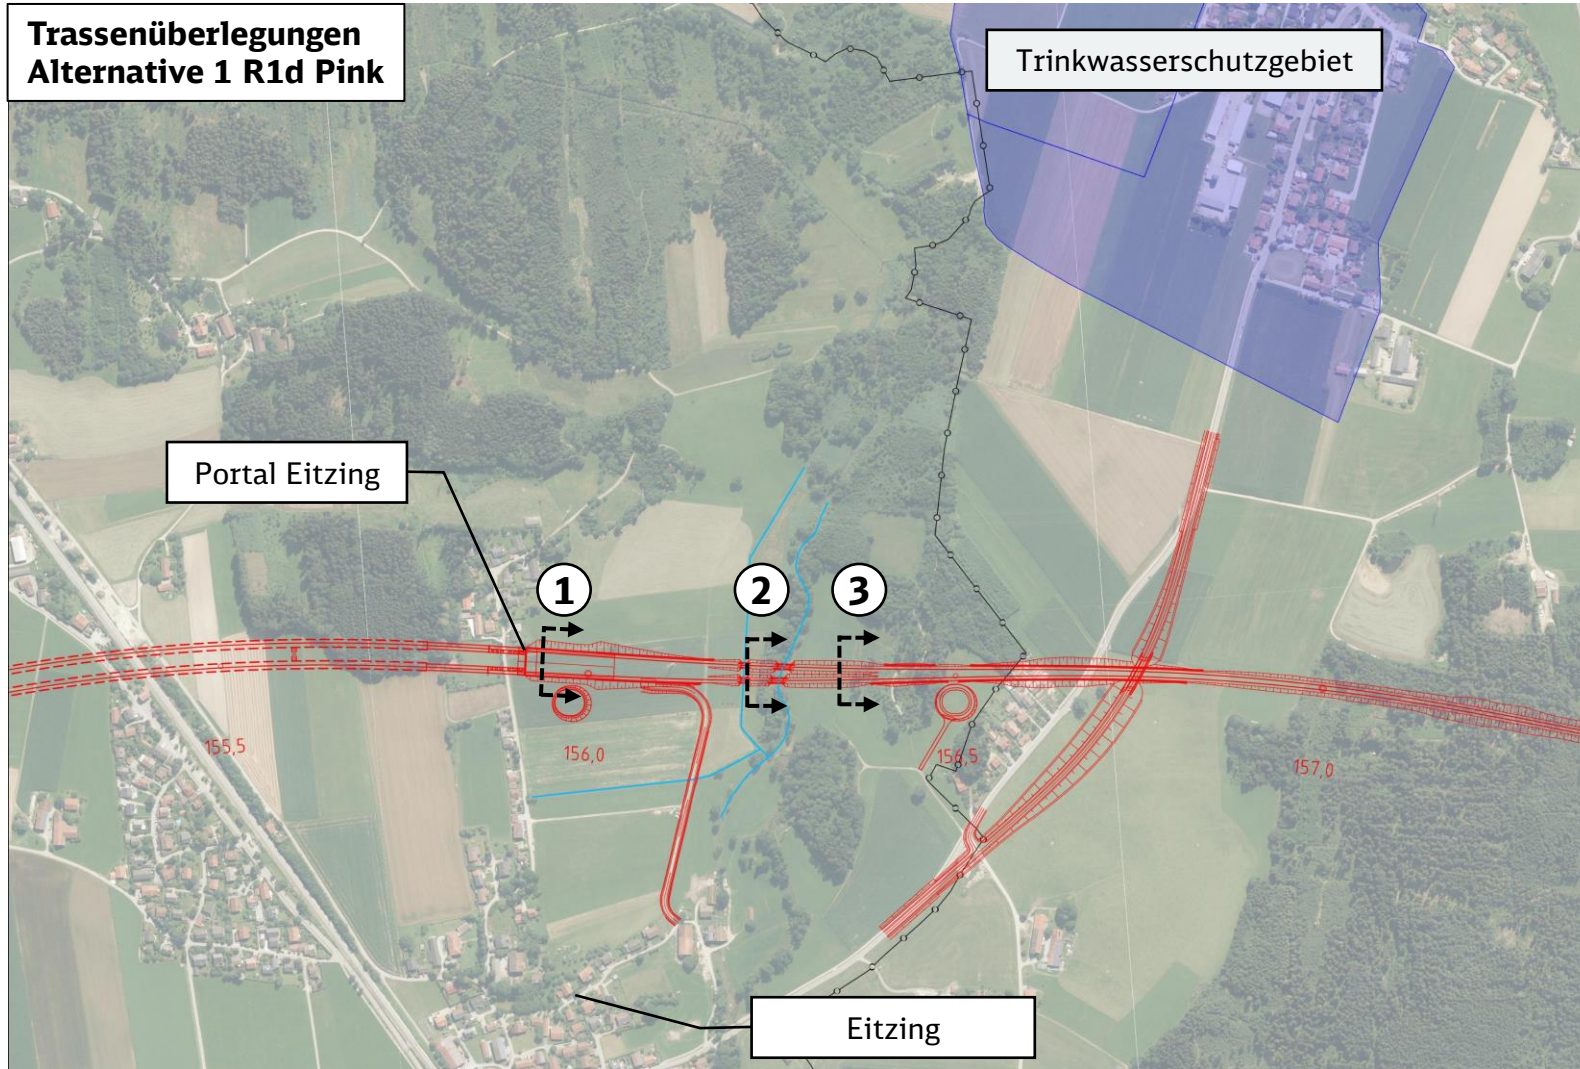 Trassenüberlegungen
Alternative 1 R1d Pink
Trinkwasserschutzgebiet
Portal Eitzing
1
2
3
155,5
156,0
156,5
157,0
Eitzing